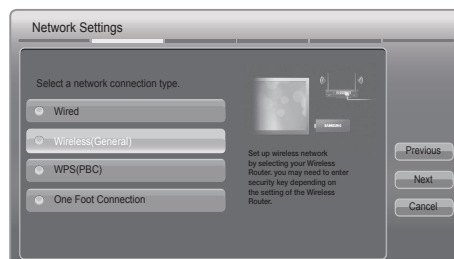 Network Settings
Select a network connection type.
Wired
Wireless(General)
WPS(PBC)
One Foot Connection
Set up wireless network
by selecting your Wireless
Router. you may need to enter
security key depending on
the setting of the Wireless
Router.
Previous
Next
Cancel